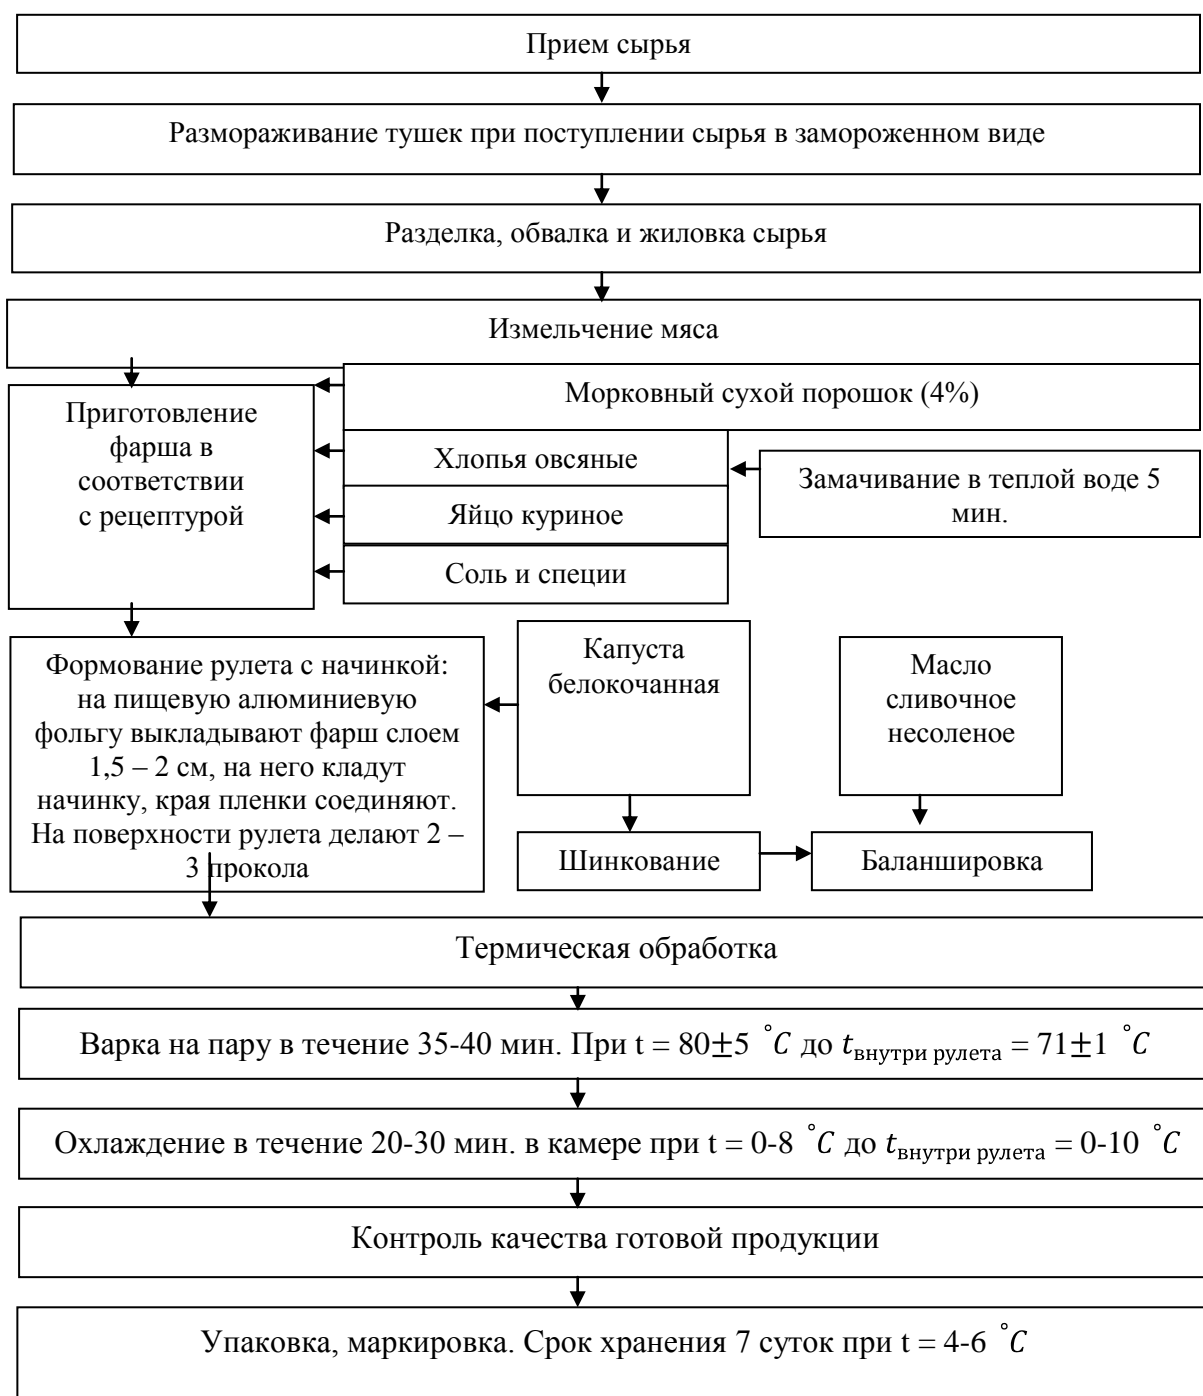 Прием сырья
Размораживание тушек при поступлении сырья в замороженном виде
Разделка, обвалка и жиловка сырья
Измельчение мяса
Приготовление
фарша в
соответствии
с рецептурой
Морковный сухой порошок (4%)
Хлопья овсяные
Замачивание в теплой воде 5
мин.
Яйцо куриное
Соль и специи
Формование рулета с начинкой:
на пищевую алюминиевую
фольгу выкладывают фарш слоем
1,5 – 2 см, на него кладут
начинку, края пленки соединяют.
На поверхности рулета делают 2 –
3 прокола
Капуста
белокочанная
Масло
сливочное
несоленое
Шинкование
Баланшировка
Термическая обработка
Варка на пару в течение 35-40 мин. При t = 80±5 °C до t внутри рулета = 71±1 °C
Охлаждение в течение 20-30 мин. в камере при t = 0-8 °C до t внутри рулета = 0-10 °C
Контроль качества готовой продукции
Упаковка, маркировка. Срок хранения 7 суток при t = 4-6 °C